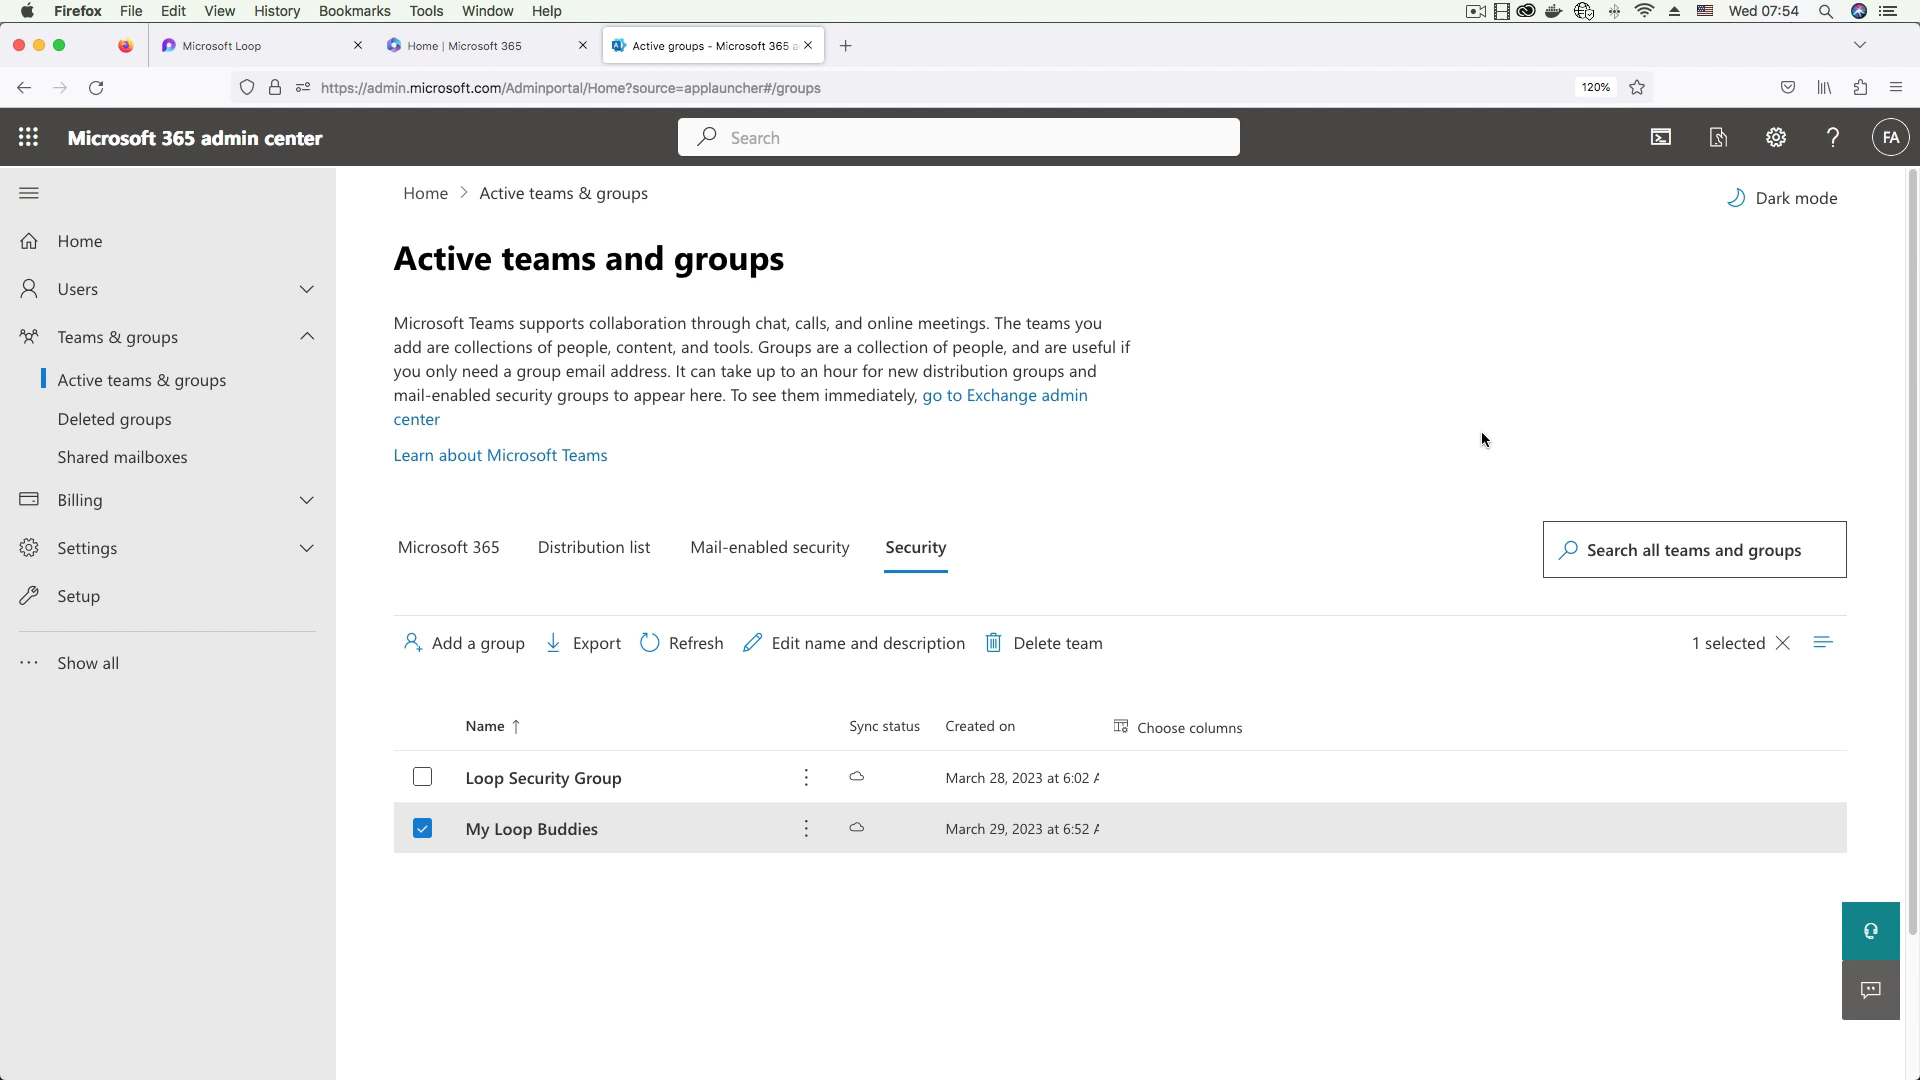 Firefox File Edit View History Bookmarks Tools Window Help Wed 07:54
Microsoft Loop Home | Microsoft 365 Active groups - Microsoft 365 a
https://admin.microsoft.com/Adminportal/Home?source=applauncher#/groups 120%
Microsoft 365 admin center Search ? FA
Home > Active teams & groups Dark mode
Home
Users
Teams & groups
Active teams & groups
Deleted groups
Shared mailboxes
Billing
Settings
Setup
Show all
Active teams and groups
Microsoft Teams supports collaboration through chat, calls, and online meetings. The teams you
add are collections of people, content, and tools. Groups are a collection of people, and are useful if
you only need a group email address. It can take up to an hour for new distribution groups and
mail-enabled security groups to appear here. To see them immediately, go to Exchange admin
center
Learn about Microsoft Teams
Microsoft 365 Distribution list Mail-enabled security Security Search all teams and groups
Add a group Export Refresh Edit name and description Delete team 1 selected
Name ↑ Sync status Created on Choose columns
Loop Security Group March 28, 2023 at 6:02
My Loop Buddies March 29, 2023 at 6:52